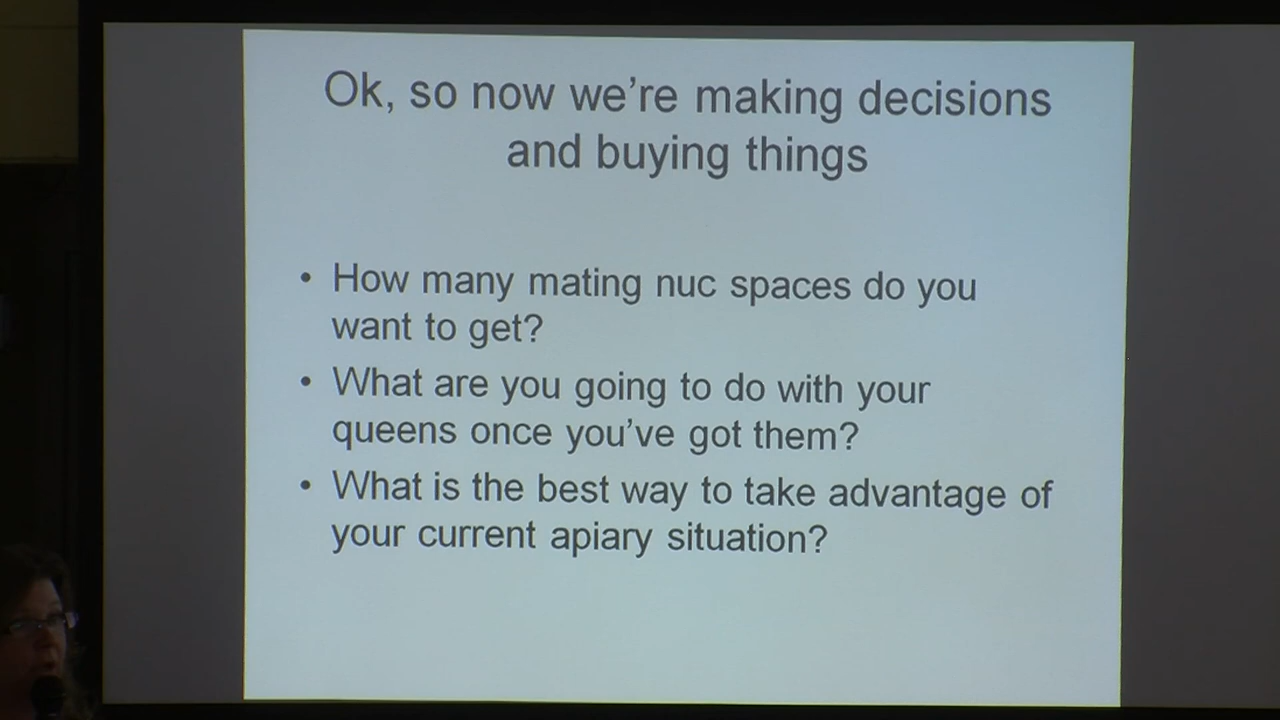 Ok, so now we're making decisions
and buying things
• How many mating nuc spaces do you
want to get?
• What are you going to do with your
queens once you've got them?
• What is the best way to take advantage of
your current apiary situation?